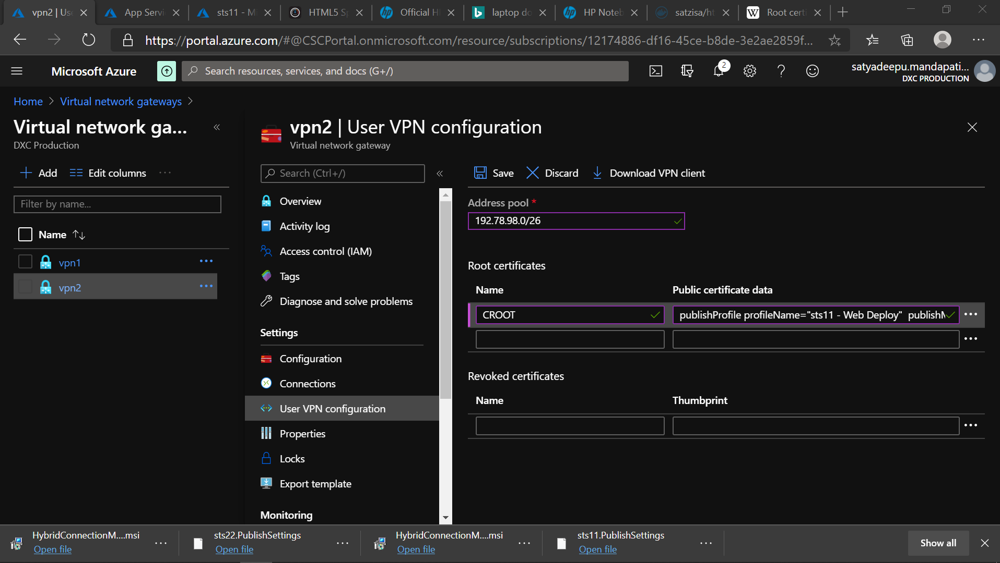 vpn2 | Us
App Servi
sts11 - Mi
HTML5 Sp
Official H
laptop do
HP Noteb
satzisa/ht
Root certi
https://portal.azure.com/#@CSCPortal.onmicrosoft.com/resource/subscriptions/12174886-df16-45ce-b8de-3e2ae2859f...
Microsoft Azure
Search resources, services, and docs (G+/)
2
satyadeepu.mandapati...
DXC PRODUCTION
Home > Virtual network gateways >
Virtual network ga...
DXC Production
Add
Edit columns
Filter by name...
Name
vpn1
vpn2
vpn2 | User VPN configuration
Virtual network gateway
Search (Ctrl+/)
Overview
Activity log
Access control (IAM)
Tags
Diagnose and solve problems
Settings
Configuration
Connections
User VPN configuration
Properties
Locks
Export template
Monitoring
Save
Discard
Download VPN client
Address pool *
192.78.98.0/26
Root certificates
Name
Public certificate data
CROOT
publishProfile profileName="sts11 - Web Deploy" publishM
Revoked certificates
Name
Thumbprint
HybridConnectionM....msi
Open file
sts22.PublishSettings
Open file
HybridConnectionM....msi
Open file
sts11.PublishSettings
Open file
Show all